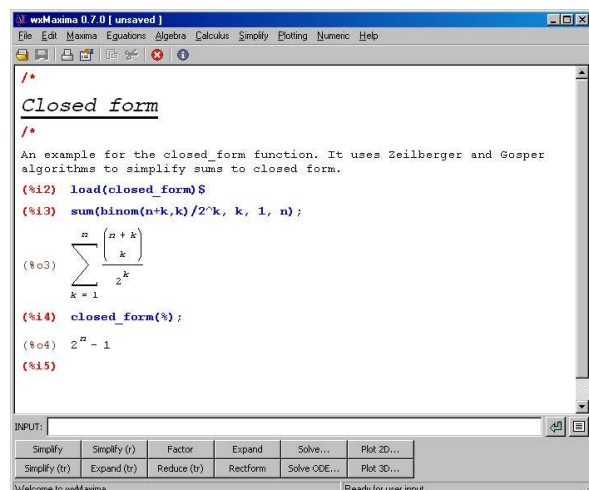 wxMaxima 0.7.0 [ unsaved ]
File Edit Maxima Equations Algebra Calculus Simplify Plotting Numeric Help
/*
Closed form
/*
An example for the closed_form function. It uses Zeilberger and Gosper
algorithms to simplify sums to closed form.
(%i2) load(closed_form)$
(%i3) sum(binom(n+k,k)/2^k, k, 1, n);
n
(n + k)
k
(%o3) ∑
2^k
k = 1
(%i4) closed_form(%);
(%o4) 2^n - 1
(%i5)
INPUT:
Simplify Simplify (r) Factor Expand Solve... Plot 2D...
Simplify (tr) Expand (tr) Reduce (tr) Rectform Solve ODE... Plot 3D...
Welcome to wxMaxima Ready for user input